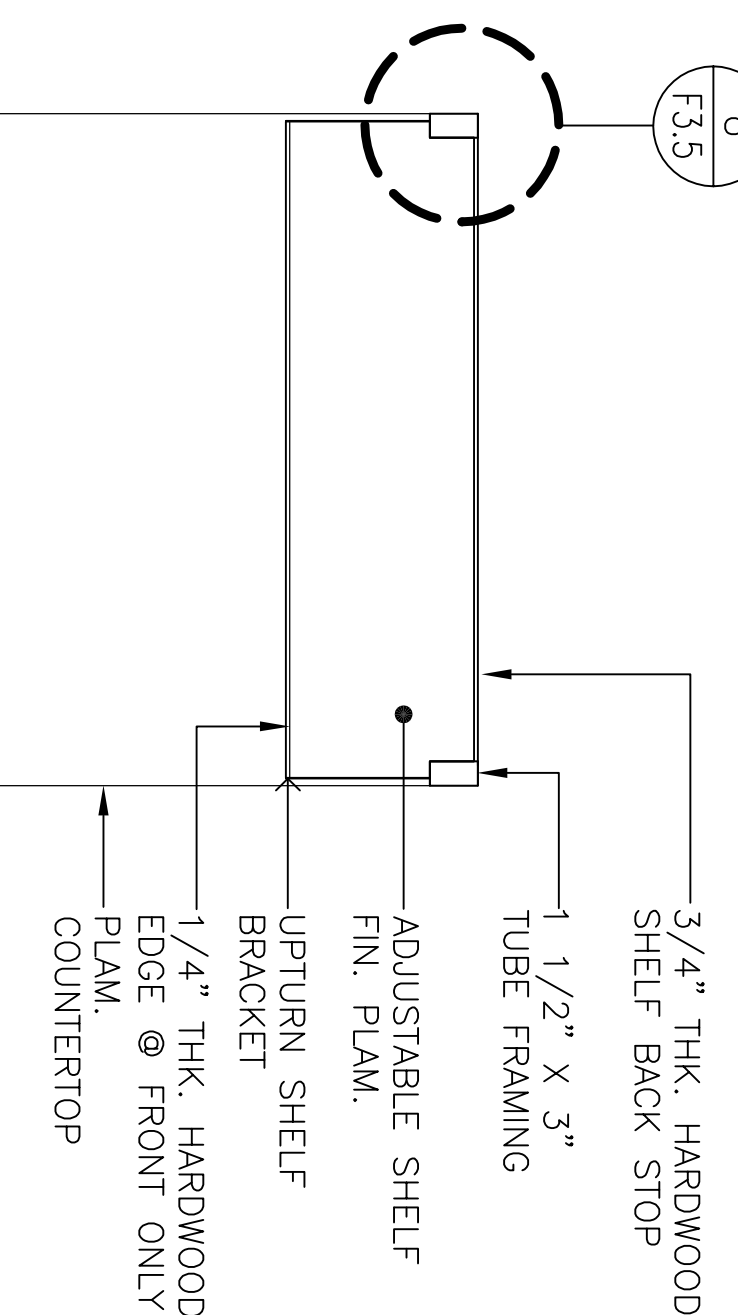 F3.5
3/4” THK. HARDWOOD
SHELF BACK STOP
1 1/2” X 3”
TUBE FRAMING
ADJUSTABLE SHELF
FIN. PLAM.
UPTURN SHELF
BRACKET
1/4” THK. HARDWOOD
EDGE @ FRONT ONLY
PLAM.
COUNTERTOP